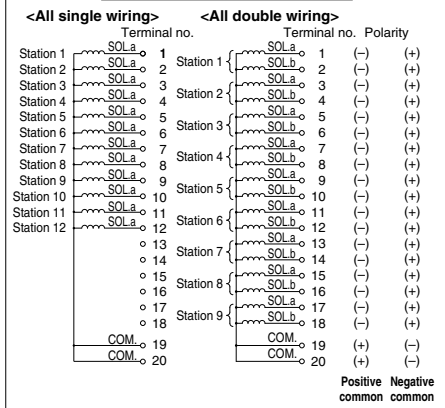 <All single wiring> <All double wiring>
Terminal no. Terminal no. Polarity
Station 1 SOL.a 1 Station 1 SOL.a 1 (−) (+)
Station 2 SOL.a 2 SOL.b 2 (−) (+)
Station 3 SOL.a 3 Station 2 SOL.a 3 (−) (+)
Station 4 SOL.a 4 SOL.b 4 (−) (+)
Station 5 SOL.a 5 Station 3 SOL.a 5 (−) (+)
Station 6 SOL.a 6 SOL.b 6 (−) (+)
Station 7 SOL.a 7 Station 4 SOL.a 7 (−) (+)
Station 8 SOL.a 8 SOL.b 8 (−) (+)
Station 9 SOL.a 9 Station 5 SOL.a 9 (−) (+)
Station 10 SOL.a 10 SOL.b 10 (−) (+)
Station 11 SOL.a 11 Station 6 SOL.a 11 (−) (+)
Station 12 SOL.a 12 SOL.b 12 (−) (+)
13 Station 7 SOL.a 13 (−) (+)
14 SOL.b 14 (−) (+)
15 Station 8 SOL.a 15 (−) (+)
16 SOL.b 16 (−) (+)
17 Station 9 SOL.a 17 (−) (+)
18 SOL.b 18 (−) (+)
COM. 19 COM. 19 (+) (−)
COM. 20 COM. 20 (+) (−)
Positive Negative
common common